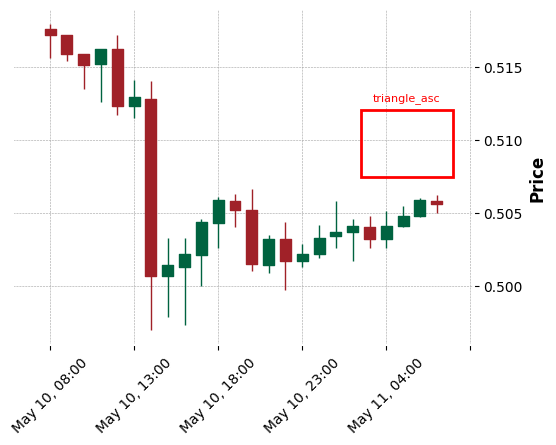 triangle_asc
0.515
0.510
0.505
0.500
Price
May 10, 08:00
May 10, 13:00
May 10, 18:00
May 10, 23:00
May 11, 04:00